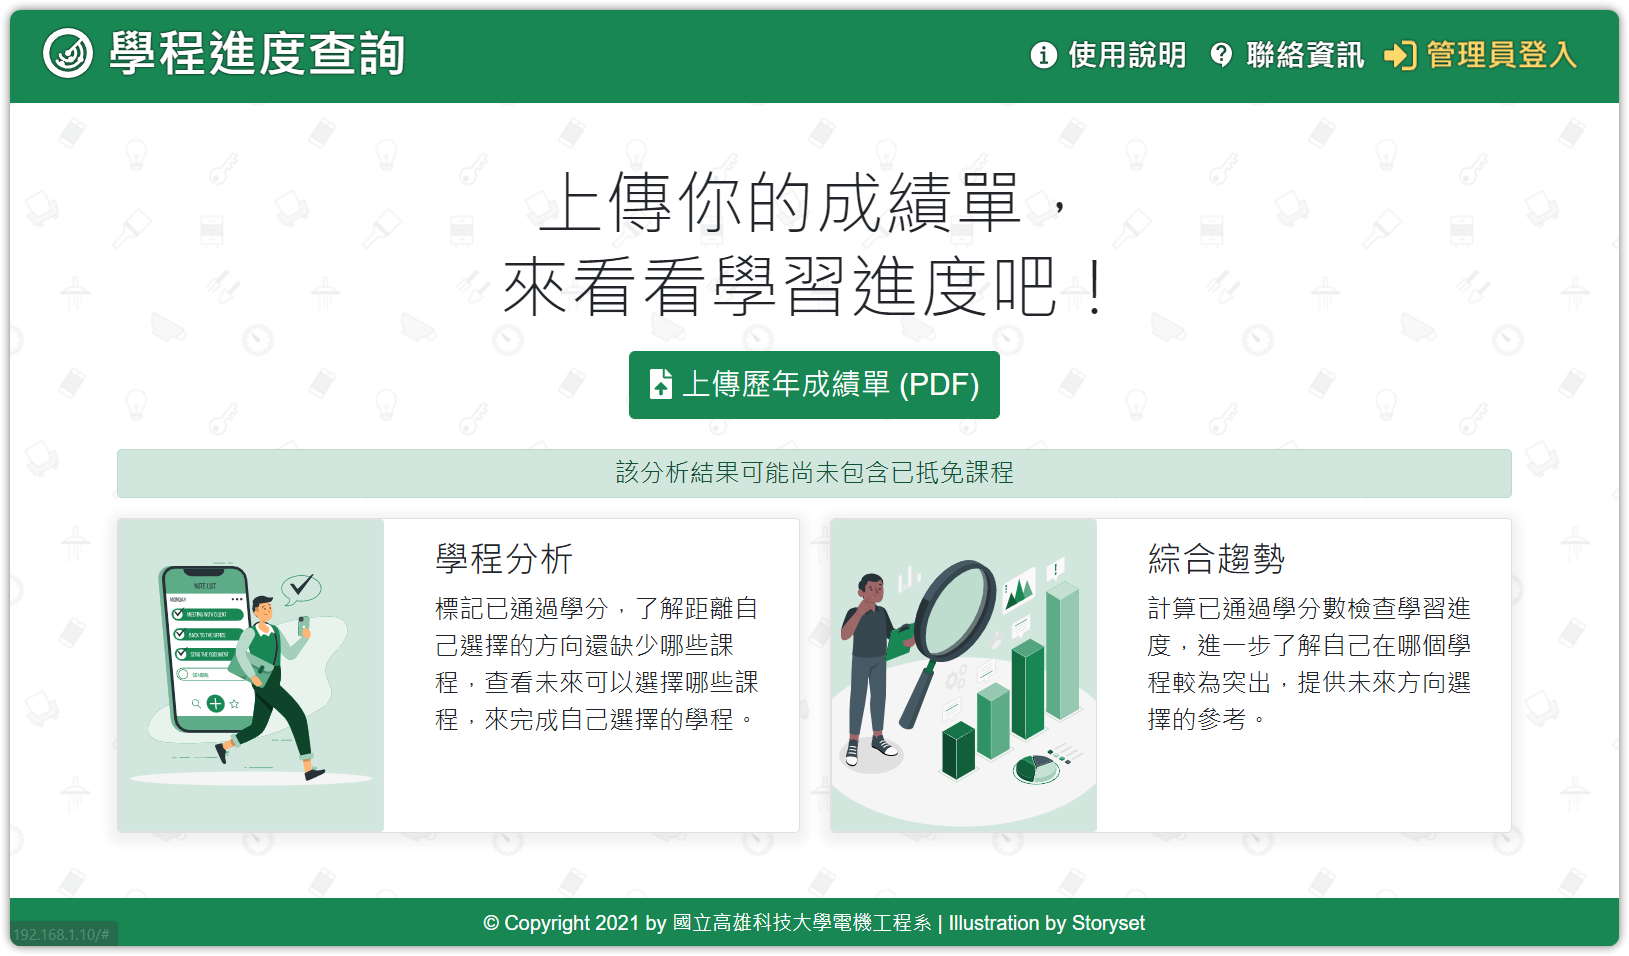 學程進度查詢
使用說明 聯絡資訊 管理員登入
上傳你的成績單，
來看看學習進度吧！
上傳歷年成績單 (PDF)
該分析結果可能尚未包含已抵免課程
NOTE LIST
MONDAY
MEETING WITH CLIENT
BACK TO THE OFFICE
SEND THE DOCUMENT
GO HOME
學程分析
標記已通過學分，了解距離自
己選擇的方向還缺少哪些課
程，查看未來可以選擇哪些課
程，來完成自己選擇的學程。
綜合趨勢
計算已通過學分數檢查學習進
度，進一步了解自己在哪個學
程較為突出，提供未來方向選
擇的參考。
© Copyright 2021 by 國立高雄科技大學電機工程系 | Illustration by Storyset
192.168.1.10/#